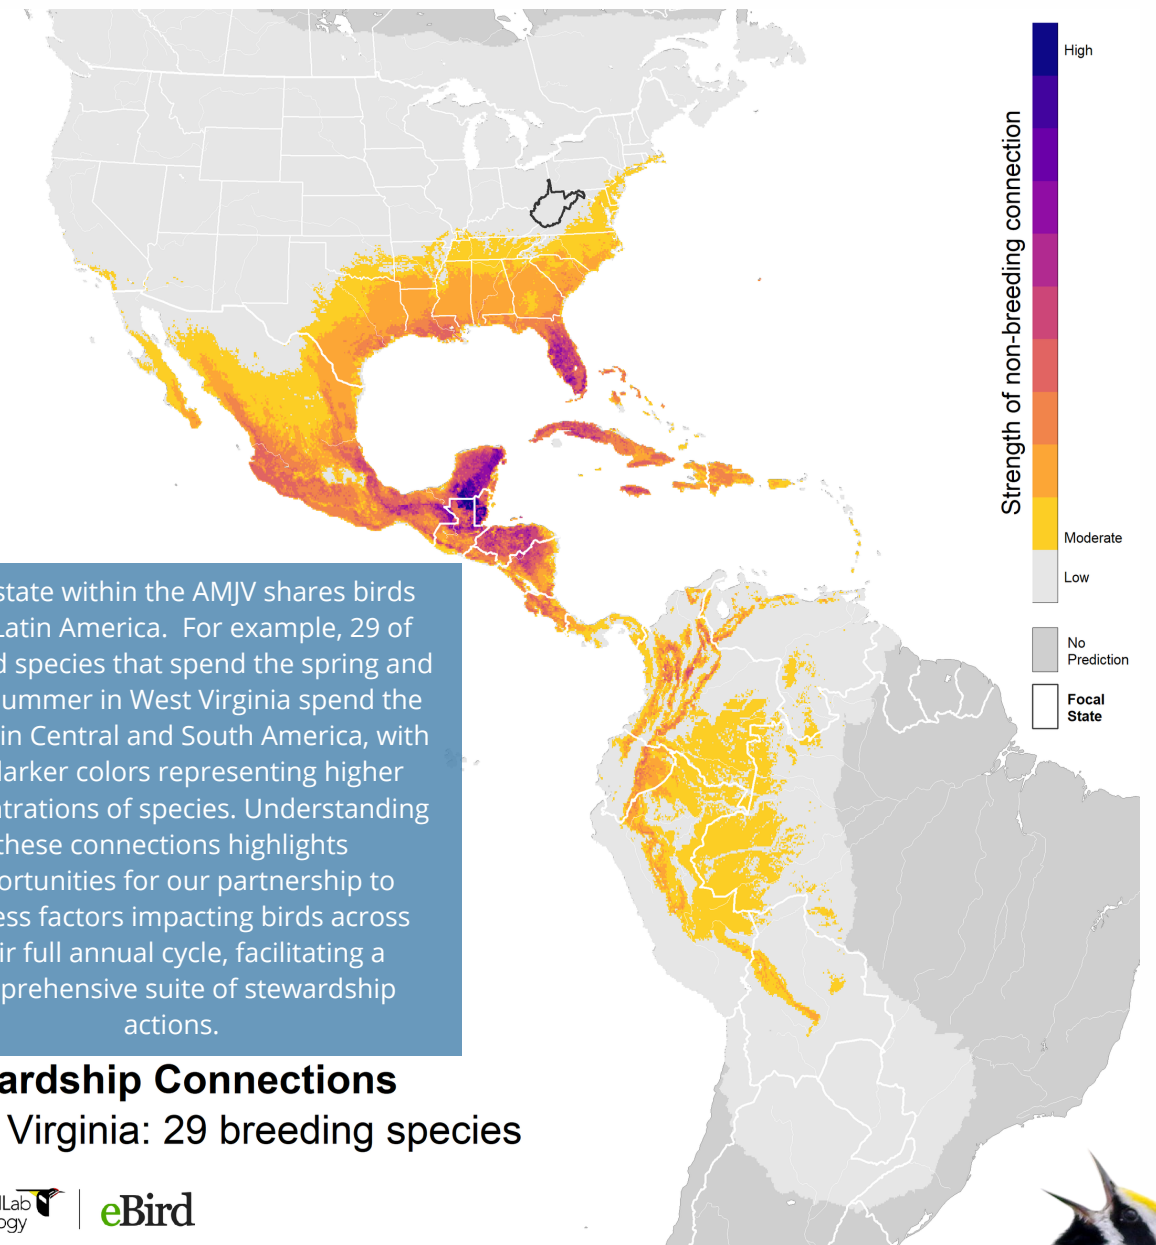 High
Strength of non-breeding connection
Moderate
Low
No
Prediction
Focal
State
state within the AMJV shares birds
Latin America.  For example, 29 of
d species that spend the spring and
ummer in West Virginia spend the
in Central and South America, with
darker colors representing higher
ntrations of species. Understanding
these connections highlights
ortunities for our partnership to
ess factors impacting birds across
ir full annual cycle, facilitating a
prehensive suite of stewardship
actions.
ardship Connections
Virginia: 29 breeding species
Lab
ogy
eBird